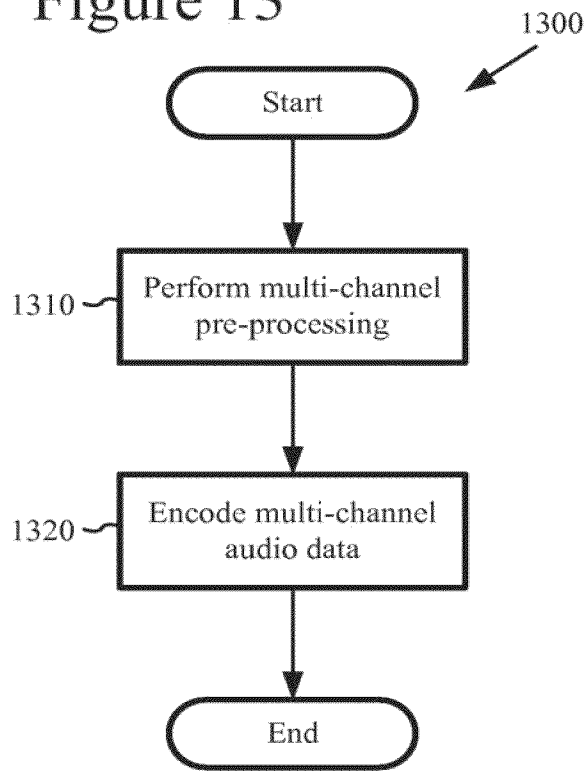 Figure 13
1300
Start
1310
Perform multi-channel
pre-processing
1320
Encode multi-channel
audio data
End